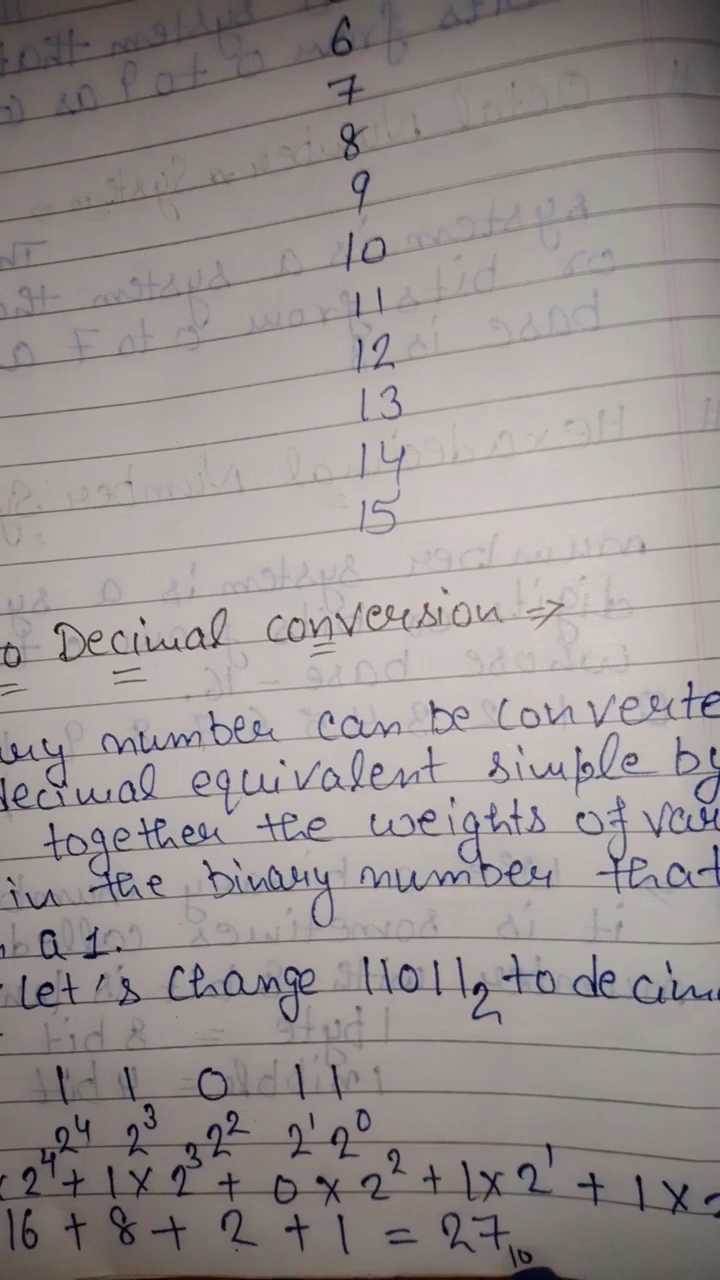 6
7
8
9
10
11
12
13
14
15
o Decimal conversion ⇒
ary number can be converte
decimal equivalent simple by
together the weights of var
in the binary number that
a 1.
let's change 11011₂ to decim
1 1 0 1 1
2⁴ 2³ 2² 2¹ 2⁰
x 2⁴ + 1 x 2³ + 0 x 2² + 1 x 2¹ + 1 x 2
16 + 8 + 2 + 1 = 27₁₀